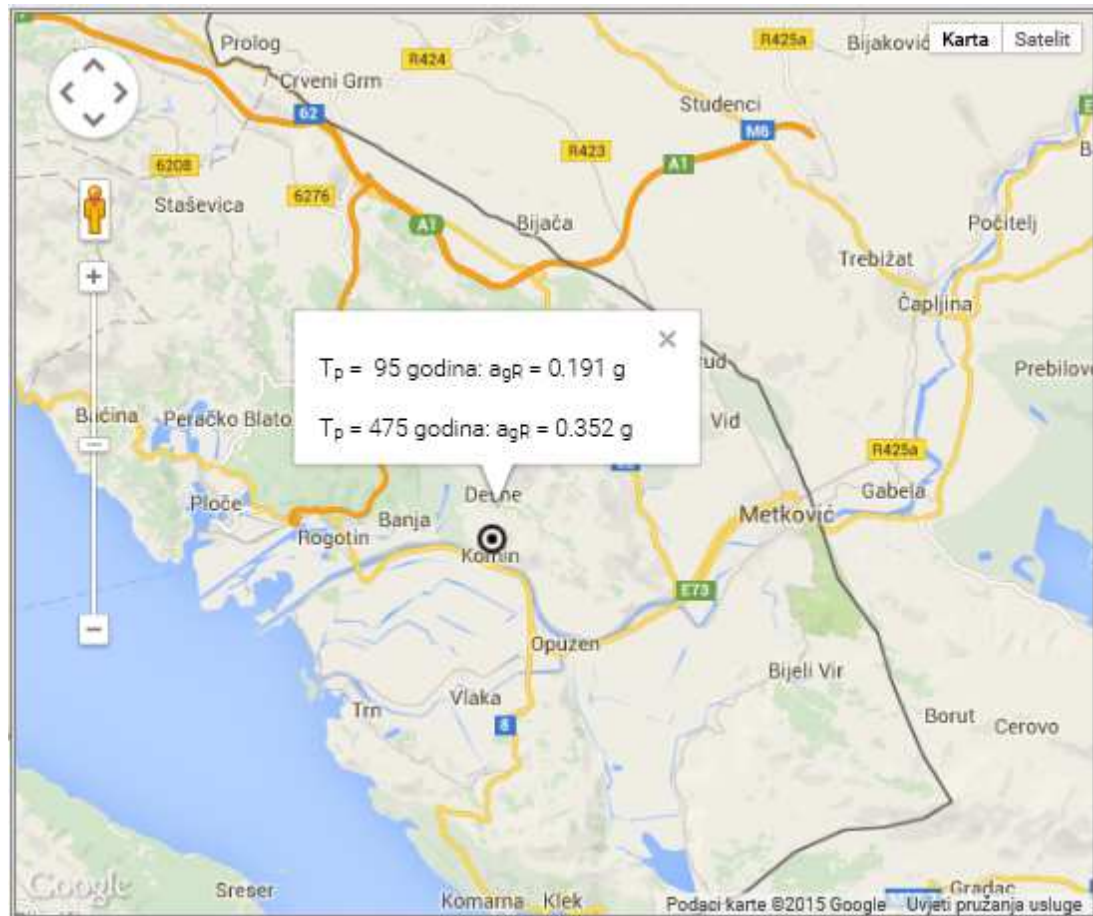 Prolog
R424
R425a
Bijaković
Karta
Satelit
Crveni Grm
62
Studenci
M6
E
6208
R423
A1
B
6276
Staševica
A1
Bijača
Počitelj
Trebižat
Čapljina
×
Tp = 95 godina: agR = 0.191 g
Prebilovc
Tp = 475 godina: agR = 0.352 g
Baćina
Peračko Blato
Vid
R425a
Ploče
Gabela
Banja
Metković
Rogotin
Komin
E73
Opuzen
Bijeli Vir
Vlaka
Trn
8
Borut
Cerovo
Google
Sreser
Komarna
Klek
Gradac
Podaci karte ©2015 Google
Uvjeti pružanja usluge